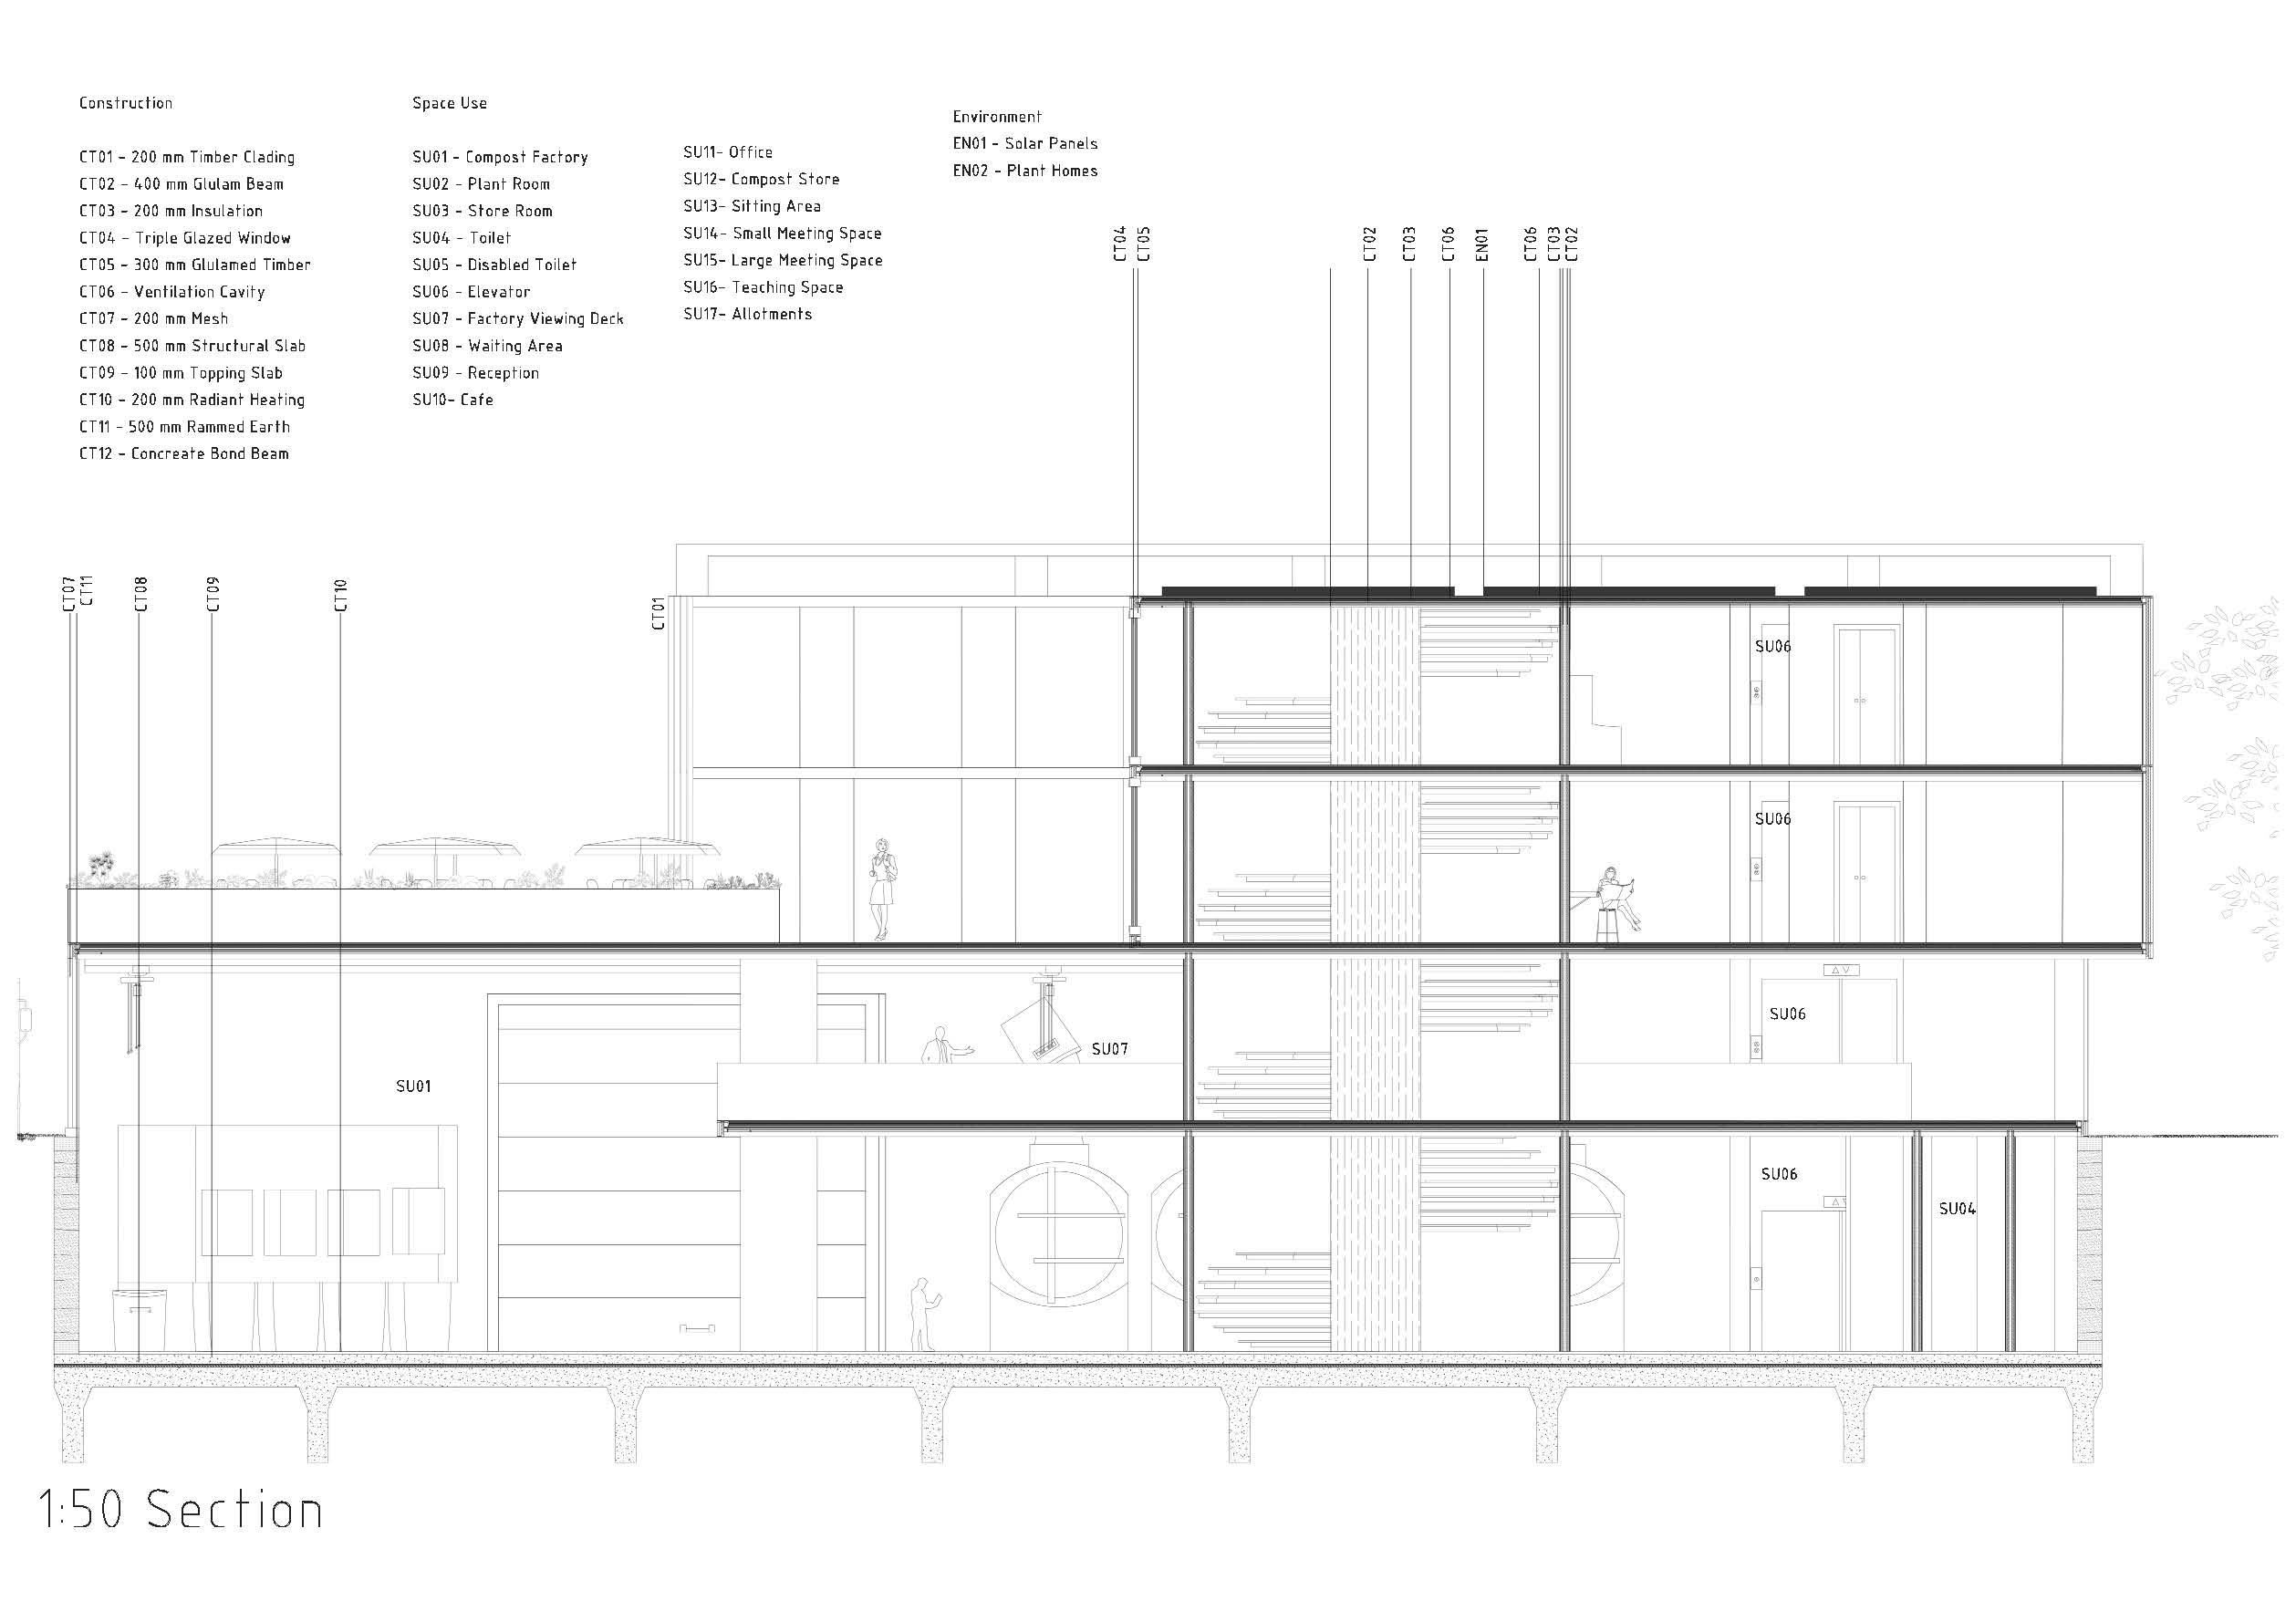 Construction
CT01 - 200 mm Timber Clading
CT02 - 400 mm Glulam Beam
CT03 - 200 mm Insulation
CT04 - Triple Glazed Window
CT05 - 300 mm Glulamed Timber
CT06 - Ventilation Cavity
CT07 - 200 mm Mesh
CT08 - 500 mm Structural Slab
CT09 - 100 mm Topping Slab
CT10 - 200 mm Radiant Heating
CT11 - 500 mm Rammed Earth
CT12 - Concreate Bond Beam
Space Use
SU01 - Compost Factory
SU02 - Plant Room
SU03 - Store Room
SU04 - Toilet
SU05 - Disabled Toilet
SU06 - Elevator
SU07 - Factory Viewing Deck
SU08 - Waiting Area
SU09 - Reception
SU10- Cafe
SU11- Office
SU12- Compost Store
SU13- Sitting Area
SU14- Small Meeting Space
SU15- Large Meeting Space
SU16- Teaching Space
SU17- Allotments
Environment
EN01 - Solar Panels
EN02 - Plant Homes
CT04
CT05
CT02
CT03
CT06
EN01
CT06
CT03
CT02
CT07
CT11
CT08
CT09
CT10
CT01
SU06
SU06
SU06
SU07
SU01
SU06
SU04
1:50 Section